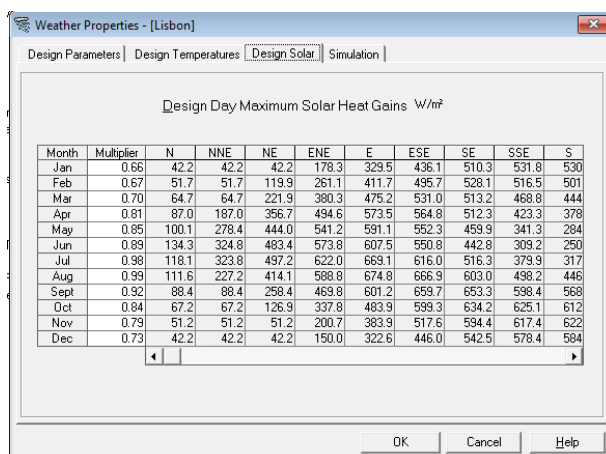 Weather Properties - [Lisbon]
Design Parameters Design Temperatures Design Solar Simulation
Design Day Maximum Solar Heat Gains W/m²
Month Multiplier N NNE NE ENE E ESE SE SSE S
Jan 0.66 42.2 42.2 42.2 178.3 329.5 436.1 510.3 531.8 530
Feb 0.67 51.7 51.7 119.9 261.1 411.7 495.7 528.1 516.5 501
Mar 0.70 64.7 64.7 221.9 380.3 475.2 531.0 513.2 468.8 444
Apr 0.81 87.0 187.0 356.7 494.6 573.5 564.8 512.3 423.3 378
May 0.85 100.1 278.4 444.0 541.2 591.1 552.3 459.9 341.3 284
Jun 0.89 134.3 324.8 483.4 573.8 607.5 550.8 442.8 309.2 250
Jul 0.98 118.1 323.8 497.2 622.0 669.1 616.0 516.3 379.9 317
Aug 0.99 111.6 227.2 414.1 588.8 674.8 666.9 603.0 498.2 446
Sept 0.92 88.4 88.4 258.4 469.8 601.2 659.7 653.3 598.4 568
Oct 0.84 67.2 67.2 126.9 337.8 483.9 599.3 634.2 625.1 612
Nov 0.79 51.2 51.2 51.2 200.7 383.9 517.6 594.4 617.4 622
Dec 0.73 42.2 42.2 42.2 150.0 322.6 446.0 542.5 578.4 584
OK Cancel Help